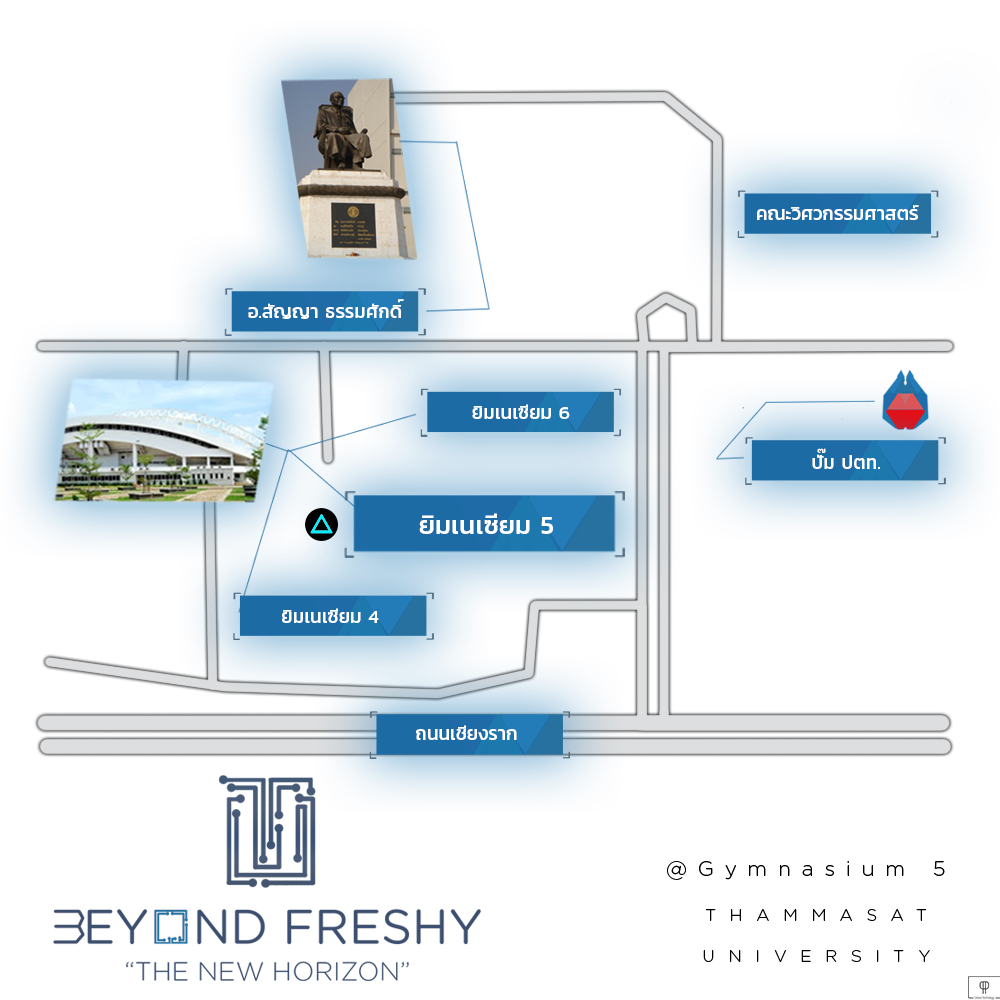 คณะวิศวกรรมศาสตร์
อ.สัญญา ธรรมศักดิ์
ยิมเนเซียม 6
ปั๊ม ปตท.
ยิมเนเซียม 5
ยิมเนเซียม 4
ถนนเชียงราก
BEYOND FRESHY
“THE NEW HORIZON”
@Gymnasium 5
THAMMASAT
UNIVERSITY